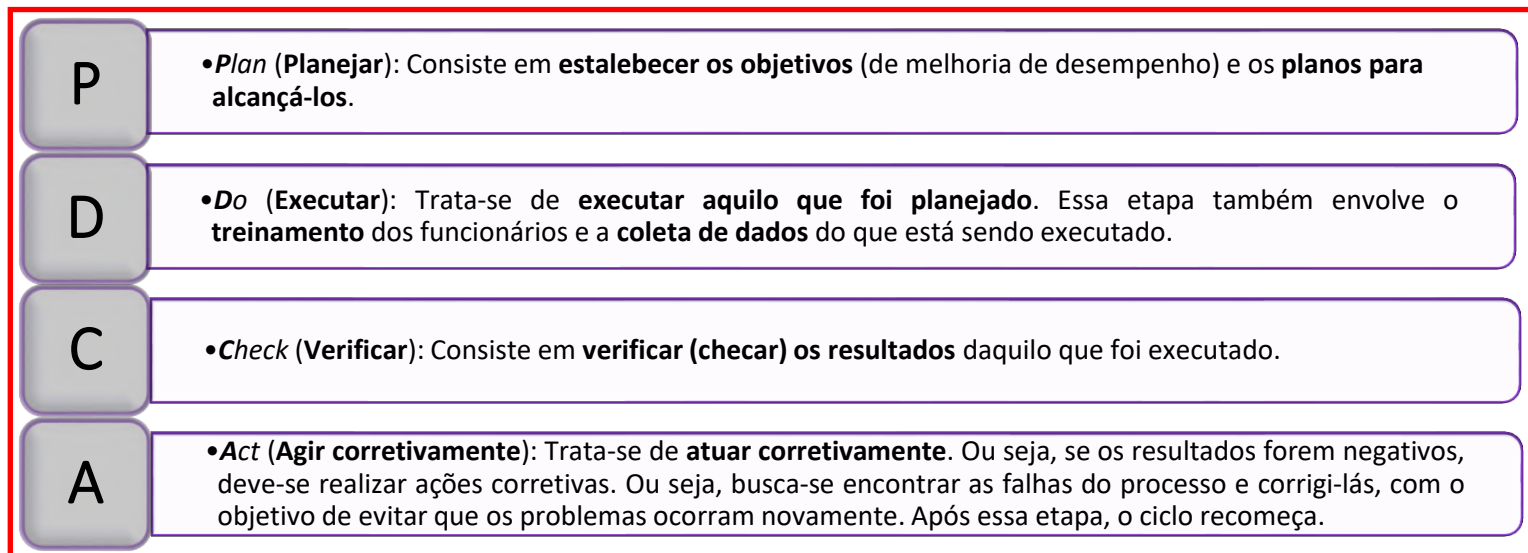 P
•Plan (Planejar): Consiste em estalebecer os objetivos (de melhoria de desempenho) e os planos para
alcançá-los.
D
•Do (Executar): Trata-se de executar aquilo que foi planejado. Essa etapa também envolve o
treinamento dos funcionários e a coleta de dados do que está sendo executado.
C
•Check (Verificar): Consiste em verificar (checar) os resultados daquilo que foi executado.
A
•Act (Agir corretivamente): Trata-se de atuar corretivamente. Ou seja, se os resultados forem negativos,
deve-se realizar ações corretivas. Ou seja, busca-se encontrar as falhas do processo e corrigi-lás, com o
objetivo de evitar que os problemas ocorram novamente. Após essa etapa, o ciclo recomeça.